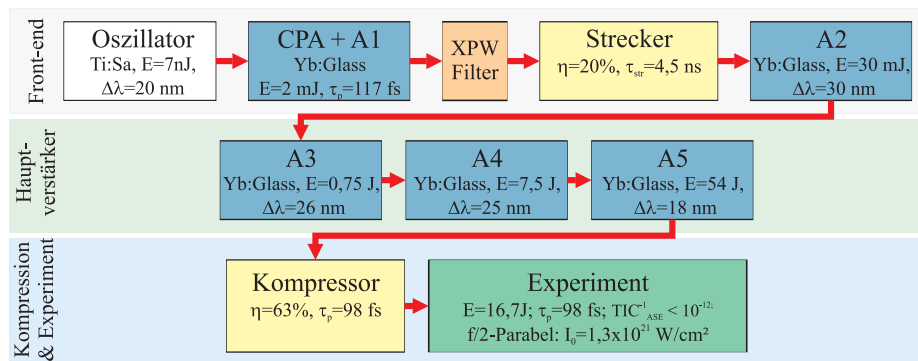 Front-end
Oszillator
Ti:Sa, E=7nJ,
Δλ=20 nm
CPA + A1
Yb:Glass
E=2 mJ, τp=117 fs
XPW
Filter
Strecker
η=20%, τstr=4,5 ns
A2
Yb:Glass, E=30 mJ,
Δλ=30 nm
Haupt-
verstärker
A3
Yb:Glass, E=0,75 J,
Δλ=26 nm
A4
Yb:Glass, E=7,5 J,
Δλ=25 nm
A5
Yb:Glass, E=54 J,
Δλ=18 nm
Kompression
& Experiment
Kompressor
η=63%, τp=98 fs
Experiment
E=16,7J; τp=98 fs; TIC⁻¹ASE < 10⁻¹²;
f/2-Parabel: I₀=1,3x10²¹ W/cm²